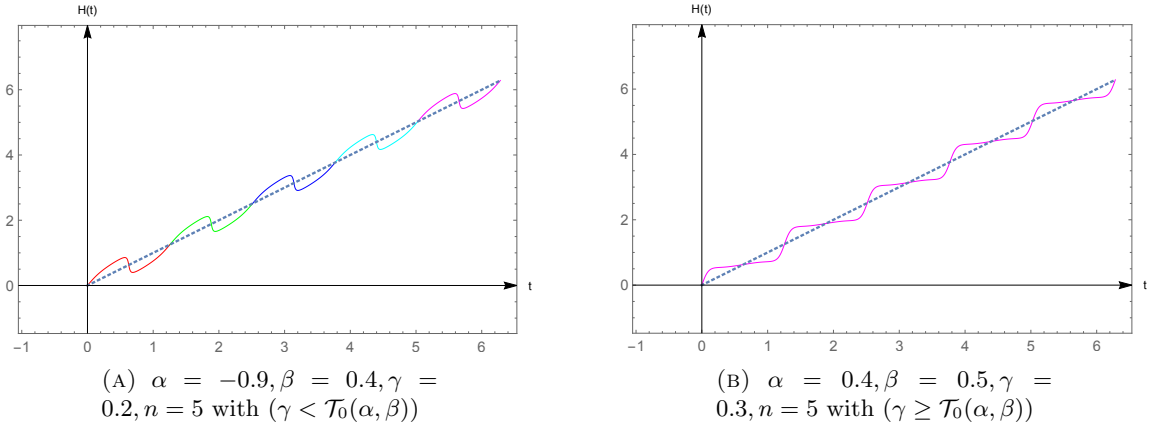 H(t)
6
4
2
0
t
−1 0 1 2 3 4 5 6
(A) α = −0.9, β = 0.4, γ =
0.2, n = 5 with (γ < 𝒯₀(α, β))
H(t)
6
4
2
0
t
−1 0 1 2 3 4 5 6
(B) α = 0.4, β = 0.5, γ =
0.3, n = 5 with (γ ≥ 𝒯₀(α, β))